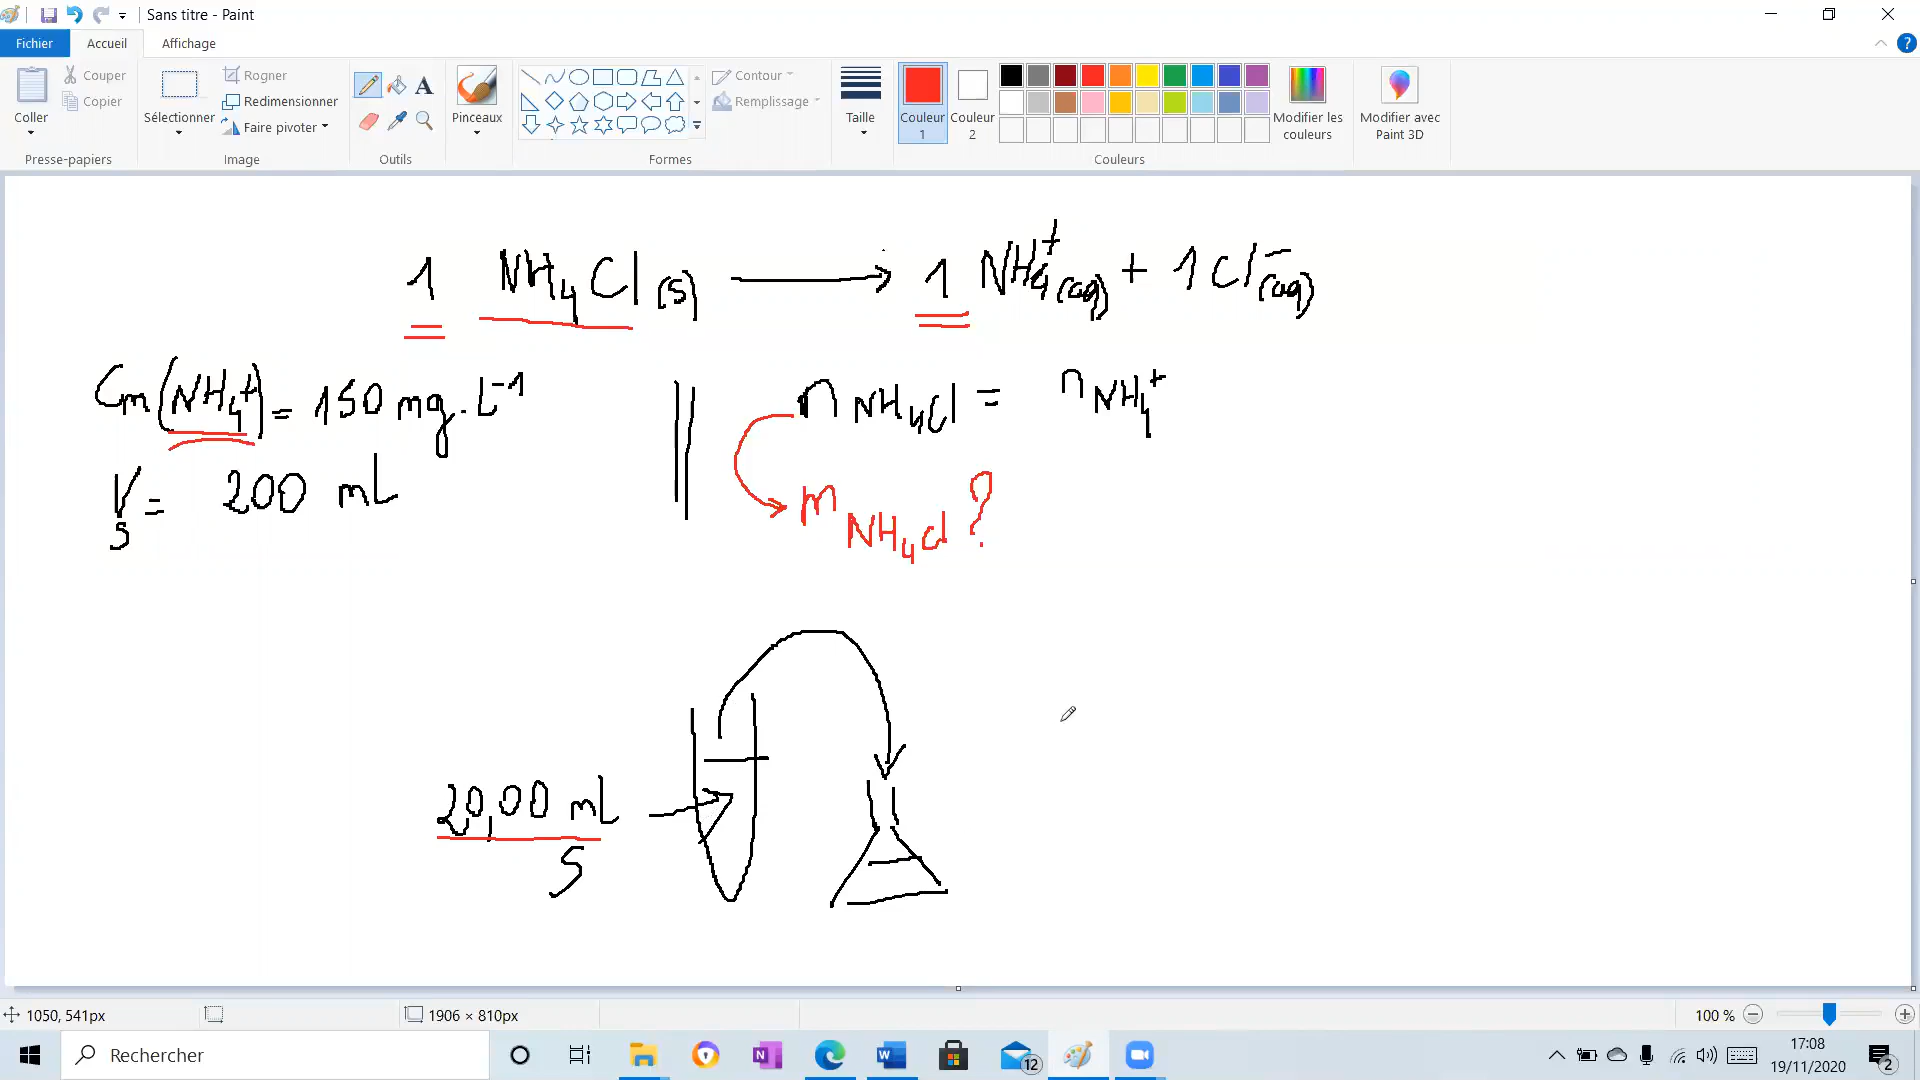 Sans titre - Paint
Fichier Accueil Affichage
Coller
Couper
Copier
Presse-papiers
Sélectionner
Rogner
Redimensionner
Faire pivoter
Image
A
Outils
Pinceaux
Formes
Contour
Remplissage
Taille
Couleur 1
Couleur 2
Couleurs
Modifier les couleurs
Modifier avec Paint 3D
1 NH4Cl(s) → 1 NH4+(aq) + 1 Cl-(aq)
Cm(NH4+) = 150 mg.L-1
n NH4Cl = n NH4+
Vs = 200 mL
m NH4Cl ?
20,00 mL
S
1050, 541px
1906 × 810px
100 %
Rechercher
12
17:08
19/11/2020
2